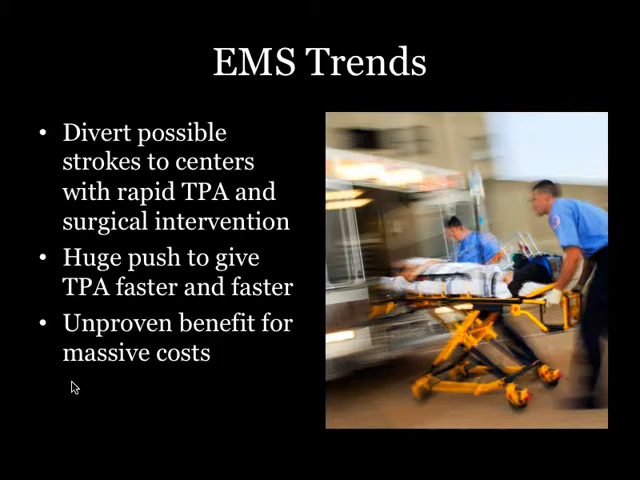 EMS Trends
• Divert possible
strokes to centers
with rapid TPA and
surgical intervention
• Huge push to give
TPA faster and faster
• Unproven benefit for
massive costs